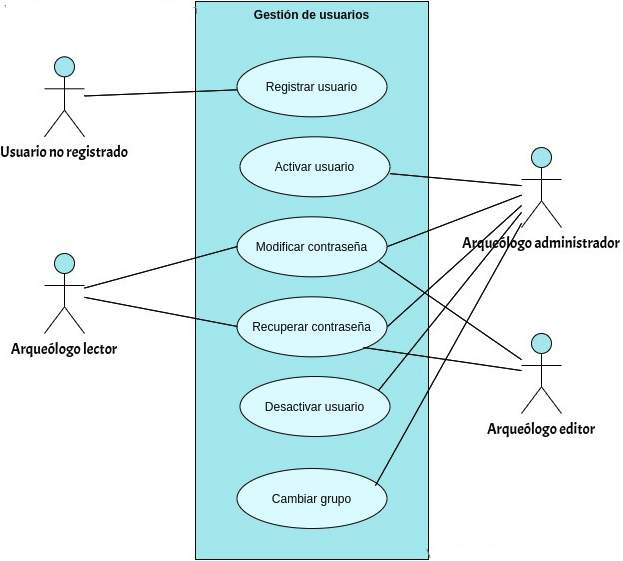 Gestión de usuarios
Registrar usuario
Usuario no registrado
Activar usuario
Arqueólogo administrador
Modificar contraseña
Recuperar contraseña
Arqueólogo lector
Desactivar usuario
Arqueólogo editor
Cambiar grupo